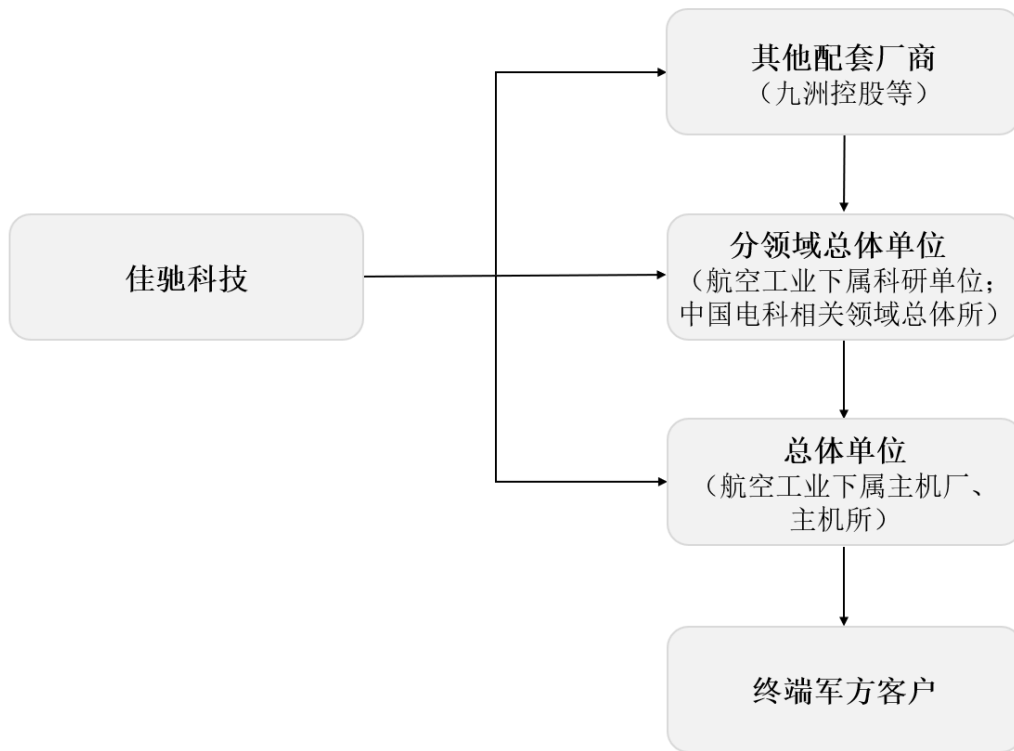 其他配套厂商
（九洲控股等）
佳驰科技
分领域总体单位
（航空工业下属科研单位；
中国电科相关领域总体所）
总体单位
（航空工业下属主机厂、
主机所）
终端军方客户